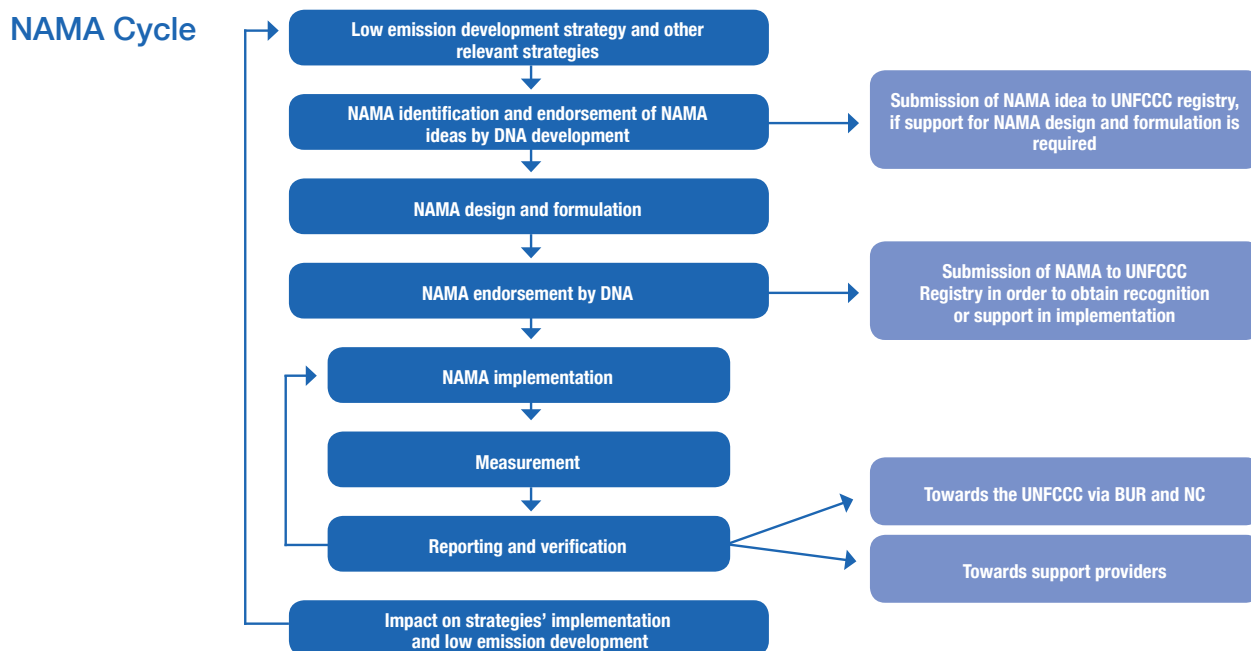 NAMA Cycle
Low emission development strategy and other
relevant strategies
NAMA identification and endorsement of NAMA
ideas by DNA development
Submission of NAMA idea to UNFCCC registry,
if support for NAMA design and formulation is
required
NAMA design and formulation
NAMA endorsement by DNA
Submission of NAMA to UNFCCC
Registry in order to obtain recognition
or support in implementation
NAMA implementation
Measurement
Reporting and verification
Towards the UNFCCC via BUR and NC
Towards support providers
Impact on strategies’ implementation
and low emission development